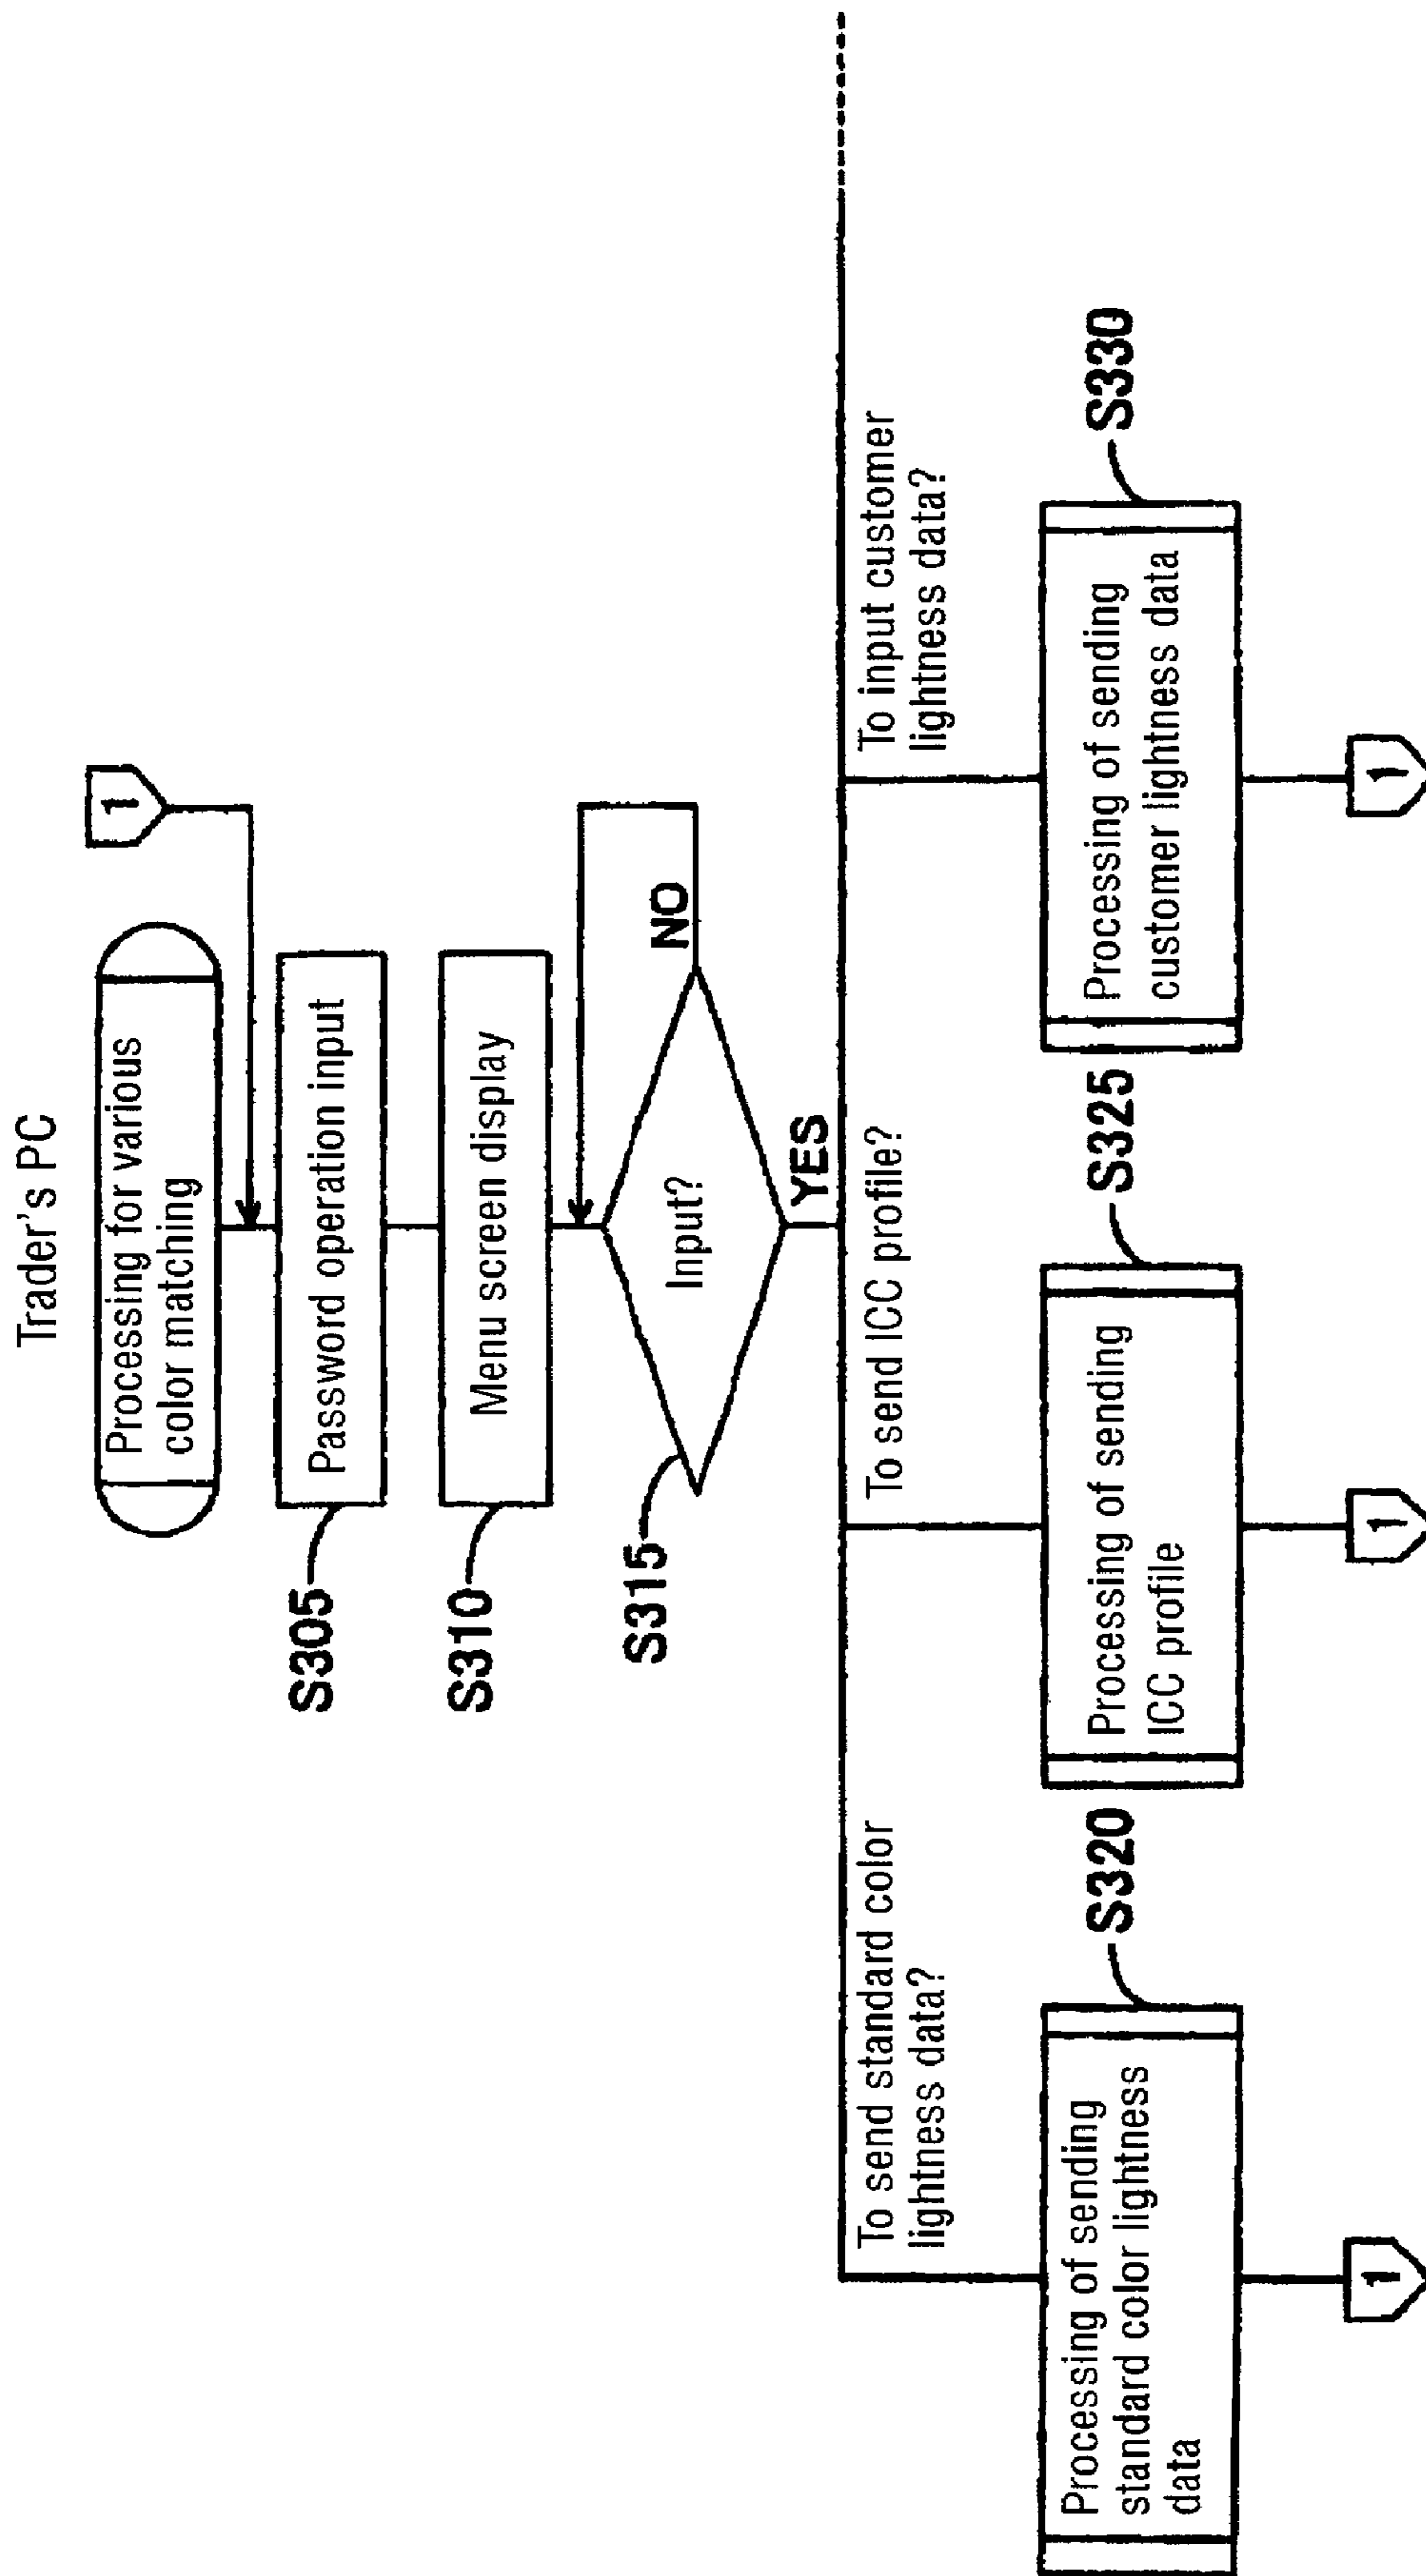 Trader's PC
Processing for various
color matching
1
S305
Password operation input
S310
Menu screen display
S315
Input?
NO
YES
To send standard color
lightness data?
To send ICC profile?
To input customer
lightness data?
Processing of sending
standard color lightness
data
S320
Processing of sending
ICC profile
S325
Processing of sending
customer lightness data
S330
1
1
1